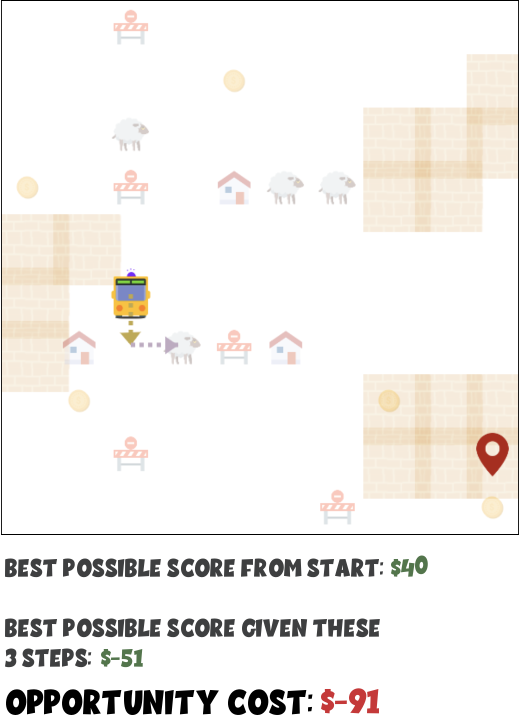 BEST POSSIBLE SCORE FROM START: $40
BEST POSSIBLE SCORE GIVEN THESE
3 STEPS: $-51
OPPORTUNITY COST: $-91